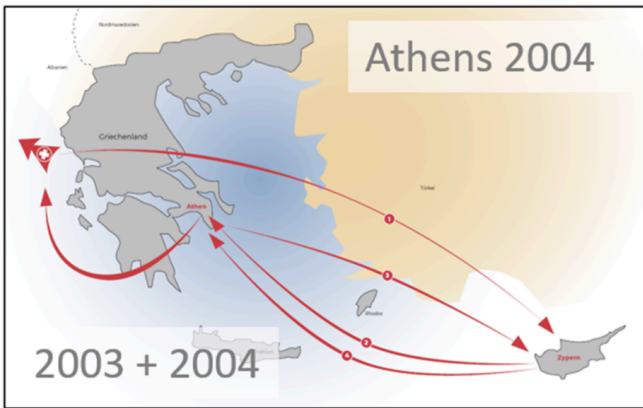 Nordmazedonien
Albanien
Athens 2004
Griechenland
Türkei
Athen
1
3
Rhodos
2
4
Zypern
2003 + 2004